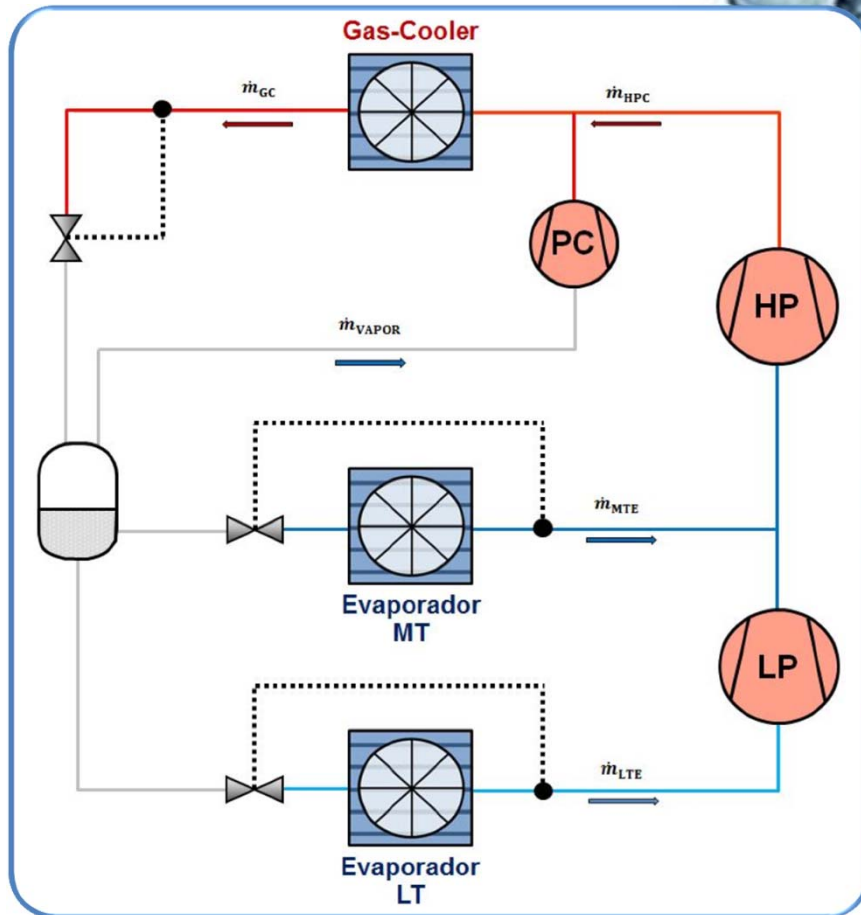 Gas-Cooler
ṁGC
ṁHPC
PC
HP
ṁVAPOR
ṁMTE
Evaporador
MT
LP
ṁLTE
Evaporador
LT